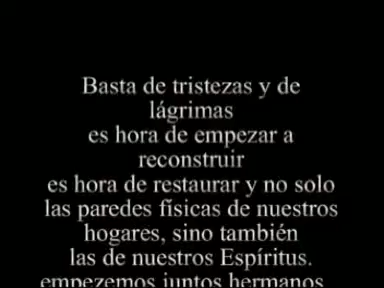 Basta de tristezas y de
lágrimas
es hora de empezar a
reconstruir
es hora de restaurar y no solo
las paredes físicas de nuestros
hogares, sino también
las de nuestros Espíritus.
empezemos juntos hermanos